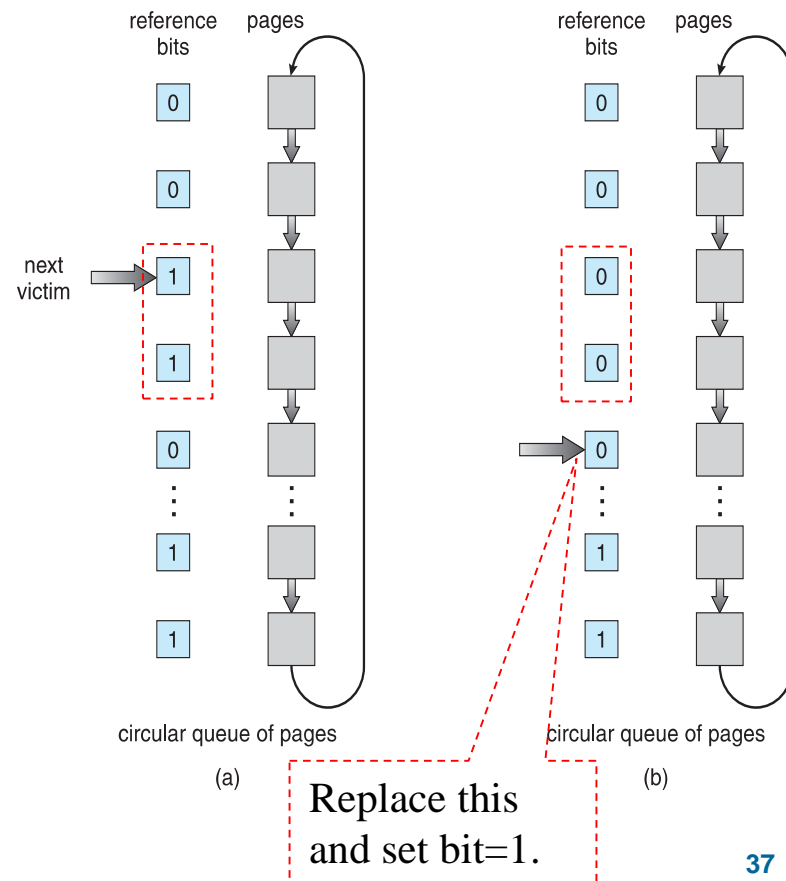 reference pages
bits
0
0
next
victim
1
1
0
1
1
circular queue of pages
(a)
reference pages
bits
0
0
0
0
0
1
1
circular queue of pages
(b)
Replace this
and set bit=1.
37